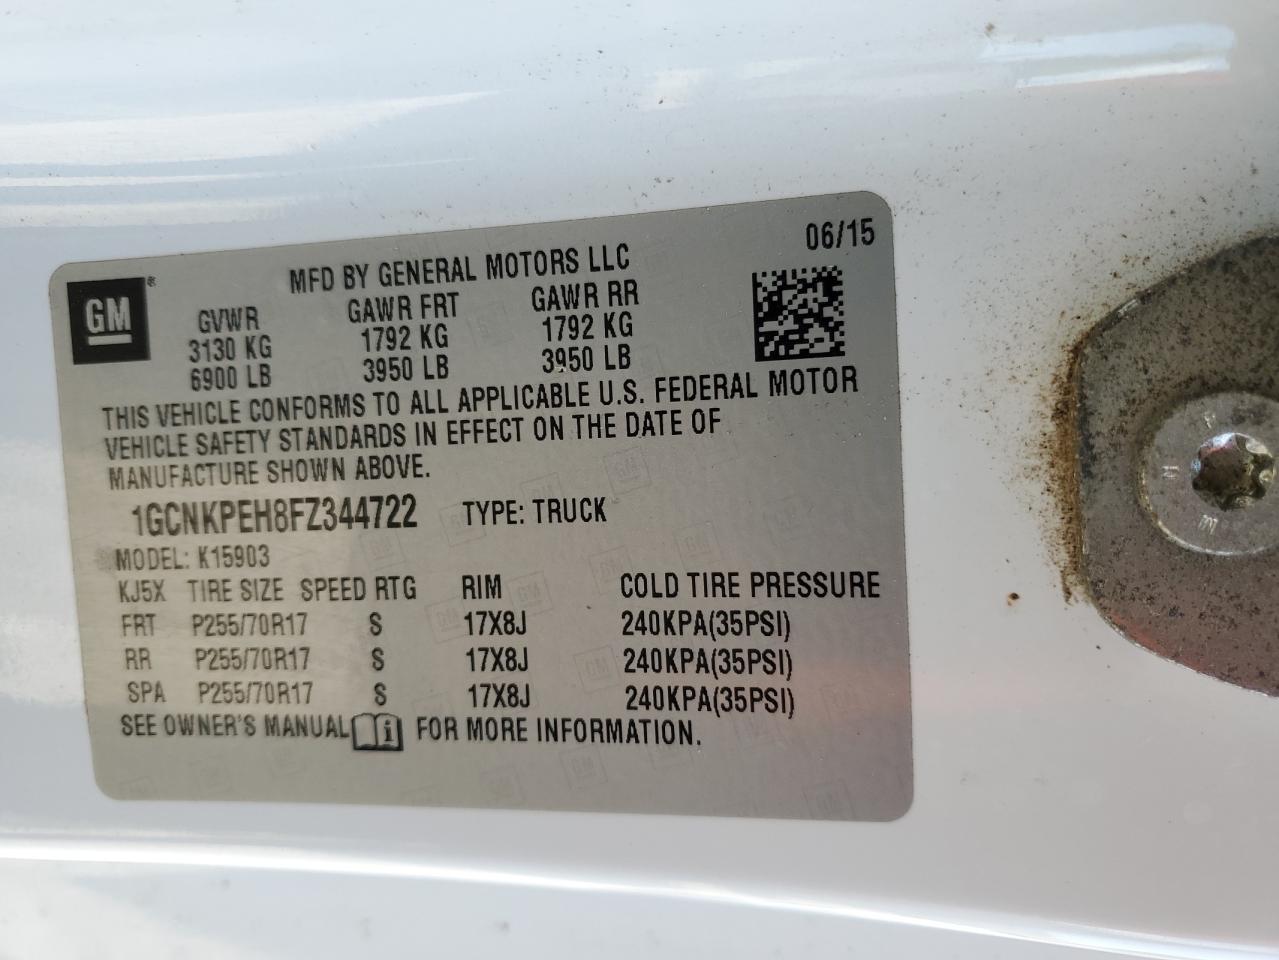 06/15
GM®
MFD BY GENERAL MOTORS LLC
GVWR GAWR FRT GAWR RR
3130 KG 1792 KG 1792 KG
6900 LB 3950 LB 3950 LB
THIS VEHICLE CONFORMS TO ALL APPLICABLE U.S. FEDERAL MOTOR
VEHICLE SAFETY STANDARDS IN EFFECT ON THE DATE OF
MANUFACTURE SHOWN ABOVE.
1GCNKPEH8FZ344722 TYPE: TRUCK
MODEL: K15903
KJ5X TIRE SIZE SPEED RTG RIM COLD TIRE PRESSURE
FRT P255/70R17 S 17X8J 240KPA(35PSI)
RR P255/70R17 S 17X8J 240KPA(35PSI)
SPA P255/70R17 S 17X8J 240KPA(35PSI)
SEE OWNER'S MANUAL i FOR MORE INFORMATION.